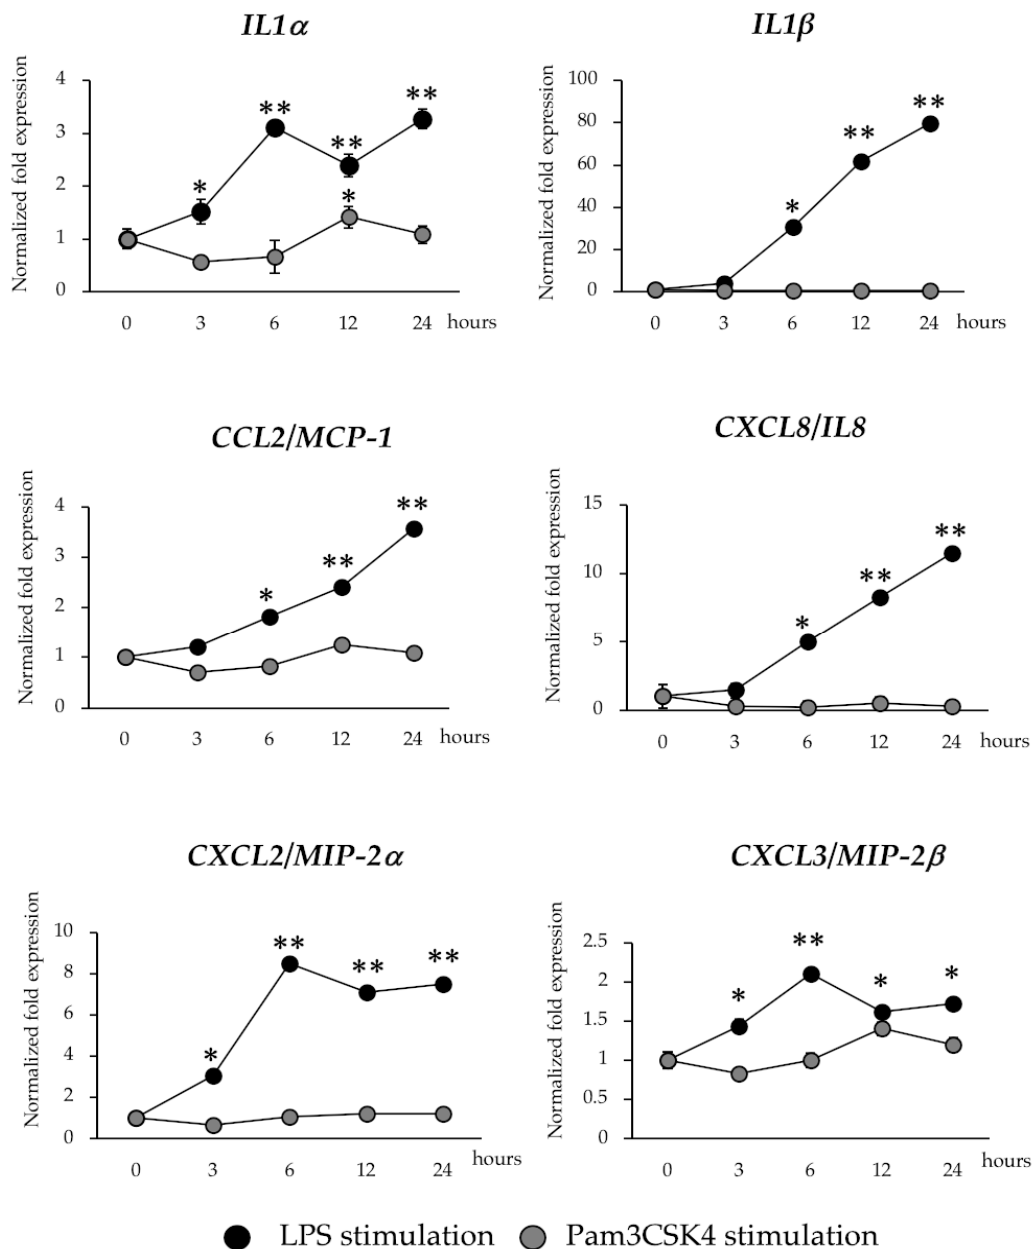 IL1α
Normalized fold expression
4
** **
3
**
2
* *
1
0
0 3 6 12 24 hours
IL1β
Normalized fold expression
100
**
80
**
60
40
*
20
0
0 3 6 12 24 hours
CCL2/MCP-1
Normalized fold expression
4
**
3
**
2
*
1
0
0 3 6 12 24 hours
CXCL8/IL8
Normalized fold expression
15
**
10
**
5
*
0
0 3 6 12 24 hours
CXCL2/MIP-2α
Normalized fold expression
10
** ** **
8
6
4
*
2
0
0 3 6 12 24 hours
CXCL3/MIP-2β
Normalized fold expression
2.5
**
2
* * *
1.5
1
0.5
0
0 3 6 12 24 hours
LPS stimulation Pam3CSK4 stimulation